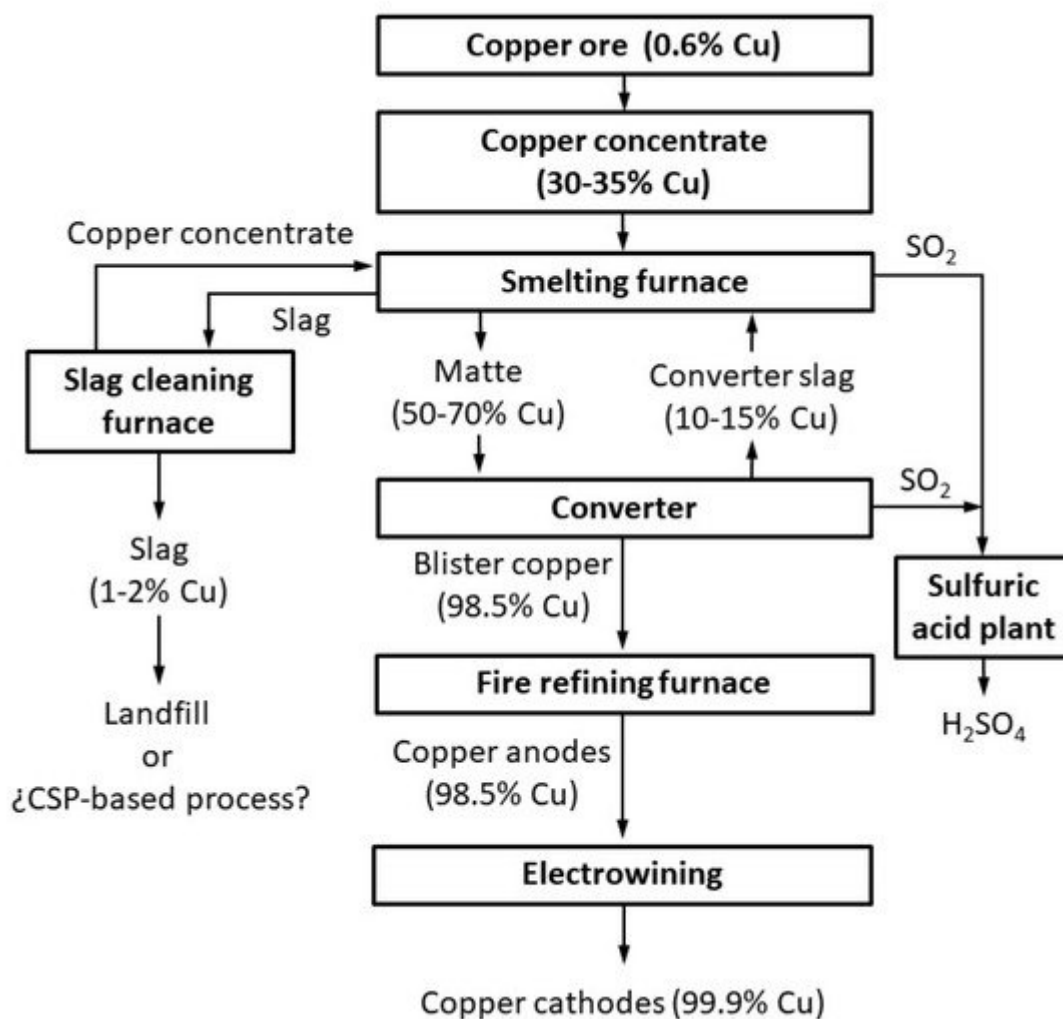 Copper ore (0.6% Cu)
Copper concentrate
(30-35% Cu)
Copper concentrate
SO₂
Smelting furnace
Slag
Slag cleaning
furnace
Matte
(50-70% Cu)
Converter slag
(10-15% Cu)
SO₂
Converter
Slag
(1-2% Cu)
Blister copper
(98.5% Cu)
Sulfuric
acid plant
Fire refining furnace
H₂SO₄
Landfill
or
¿CSP-based process?
Copper anodes
(98.5% Cu)
Electrowining
Copper cathodes (99.9% Cu)